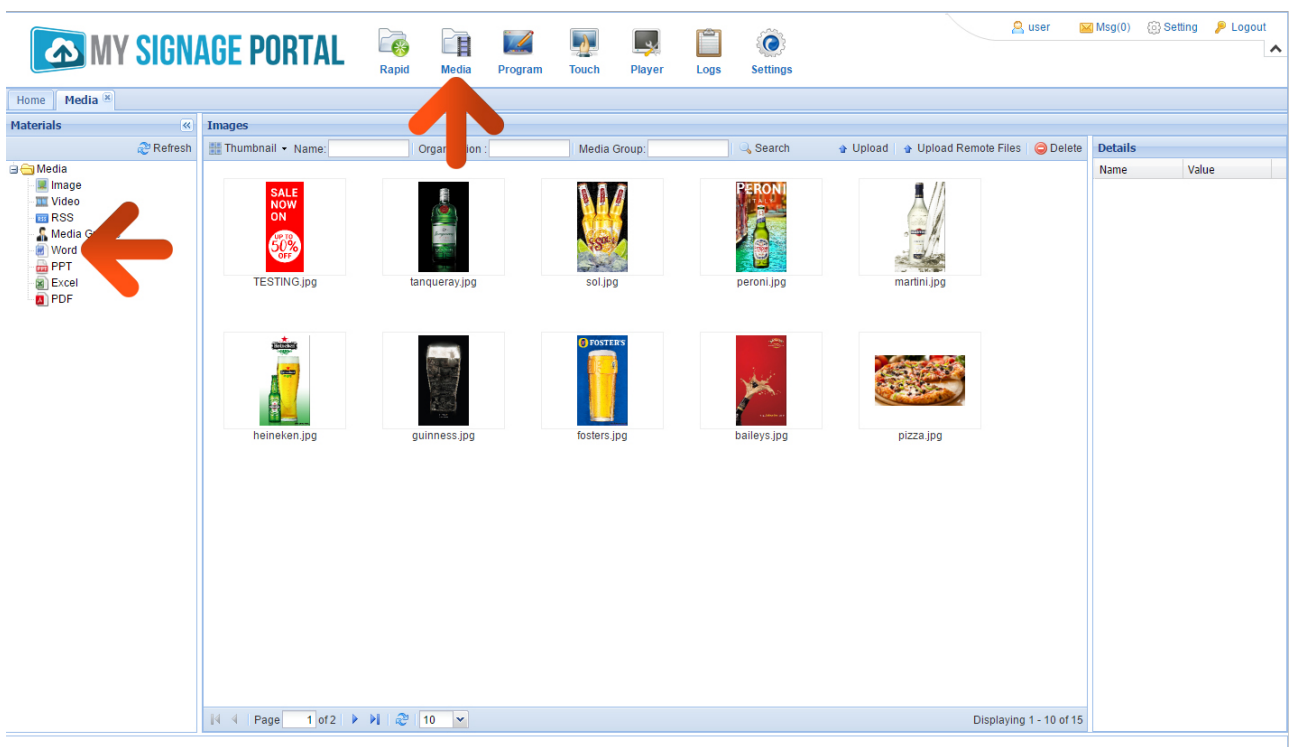 MY SIGNAGE PORTAL
Rapid Media Program Touch Player Logs Settings
user Msg(0) Setting Logout
Home Media
Materials
Refresh
Media
Image
Video
RSS
Media G
Word
PPT
Excel
PDF
Images
Thumbnail Name: Organ ion : Media Group: Search Upload Upload Remote Files Delete
SALE
NOW
ON
UP TO
50%
OFF
PERONI
ITALY
TESTING.jpg tanqueray.jpg sol.jpg peroni.jpg martini.jpg
Heineken
FOSTER'S
heineken.jpg guinness.jpg fosters.jpg baileys.jpg pizza.jpg
Page 1 of 2 10 Displaying 1 - 10 of 15
Details
Name Value